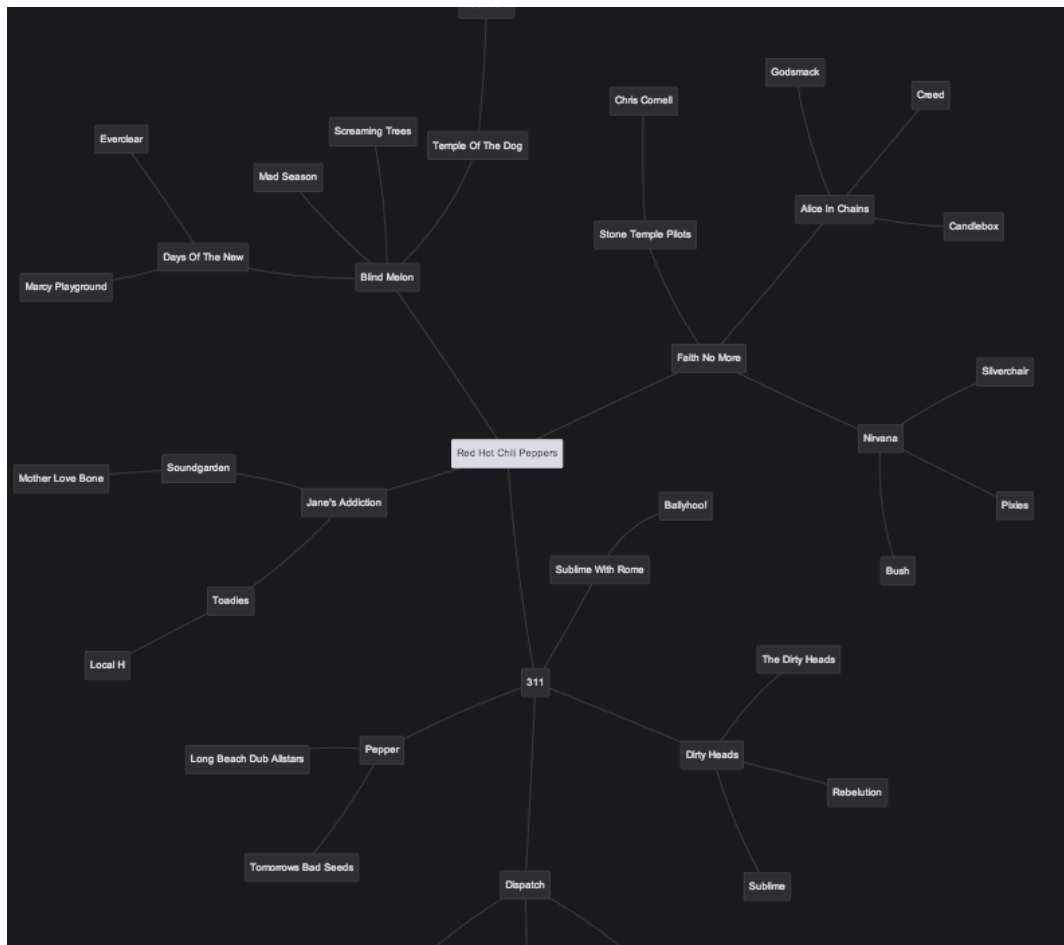 Godsmack
Creed
Chris Cornell
Screaming Trees
Everclear
Temple Of The Dog
Mad Season
Alice In Chains
Candlebox
Stone Temple Pilots
Days Of The New
Blind Melon
Marcy Playground
Faith No More
Silverchair
Nirvana
Red Hot Chili Peppers
Soundgarden
Mother Love Bone
Jane's Addiction
Ballyhoo!
Pixies
Sublime With Rome
Bush
Toadies
The Dirty Heads
Local H
311
Pepper
Dirty Heads
Long Beach Dub Allstars
Rebelution
Tomorrows Bad Seeds
Dispatch
Sublime